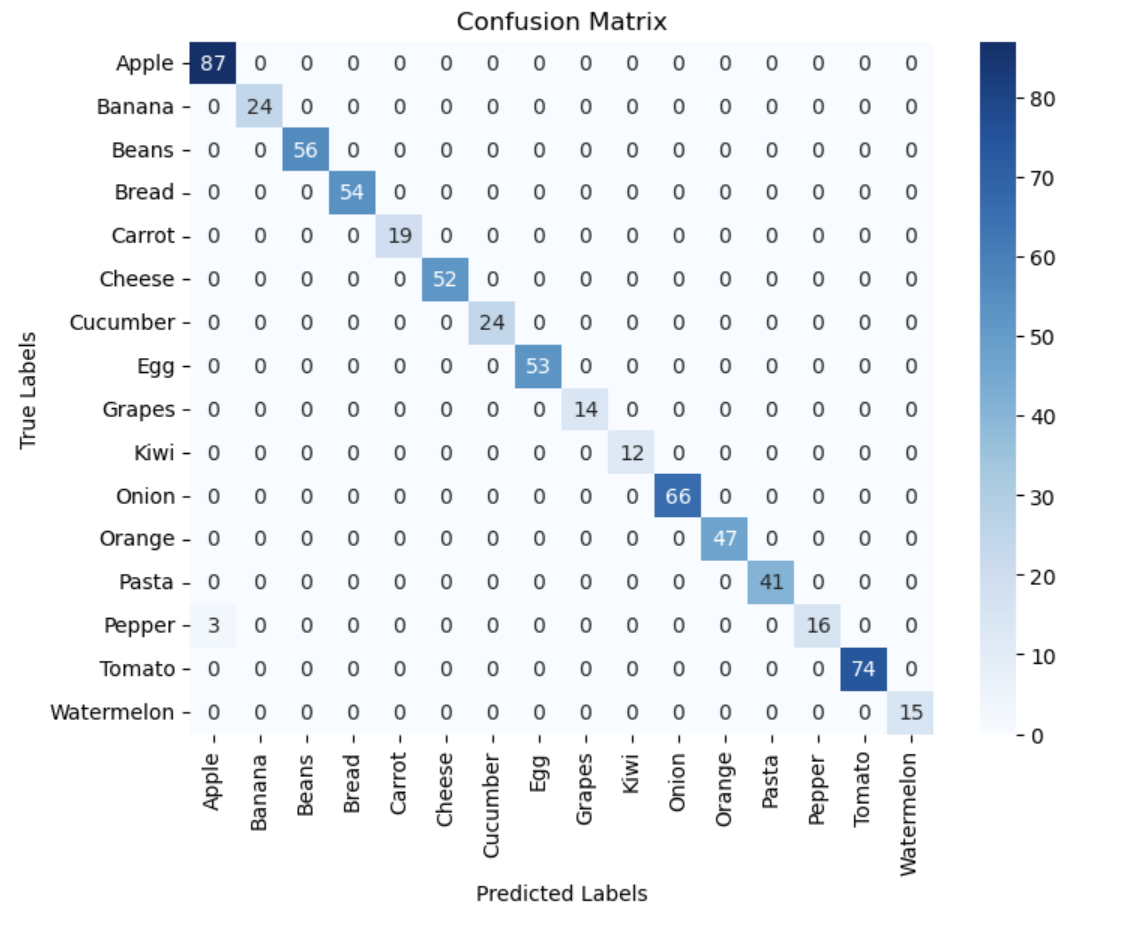 Confusion Matrix
Apple 87 0 0 0 0 0 0 0 0 0 0 0 0 0 0 0
Banana 0 24 0 0 0 0 0 0 0 0 0 0 0 0 0 0
Beans 0 0 56 0 0 0 0 0 0 0 0 0 0 0 0 0
Bread 0 0 0 54 0 0 0 0 0 0 0 0 0 0 0 0
Carrot 0 0 0 0 19 0 0 0 0 0 0 0 0 0 0 0
Cheese 0 0 0 0 0 52 0 0 0 0 0 0 0 0 0 0
Cucumber 0 0 0 0 0 0 24 0 0 0 0 0 0 0 0 0
Egg 0 0 0 0 0 0 0 53 0 0 0 0 0 0 0 0
Grapes 0 0 0 0 0 0 0 0 14 0 0 0 0 0 0 0
Kiwi 0 0 0 0 0 0 0 0 0 12 0 0 0 0 0 0
Onion 0 0 0 0 0 0 0 0 0 0 66 0 0 0 0 0
Orange 0 0 0 0 0 0 0 0 0 0 0 47 0 0 0 0
Pasta 0 0 0 0 0 0 0 0 0 0 0 0 41 0 0 0
Pepper 3 0 0 0 0 0 0 0 0 0 0 0 0 16 0 0
Tomato 0 0 0 0 0 0 0 0 0 0 0 0 0 0 74 0
Watermelon 0 0 0 0 0 0 0 0 0 0 0 0 0 0 0 15
Apple Banana Beans Bread Carrot Cheese Cucumber Egg Grapes Kiwi Onion Orange Pasta Pepper Tomato Watermelon
Predicted Labels
True Labels
80
70
60
50
40
30
20
10
0